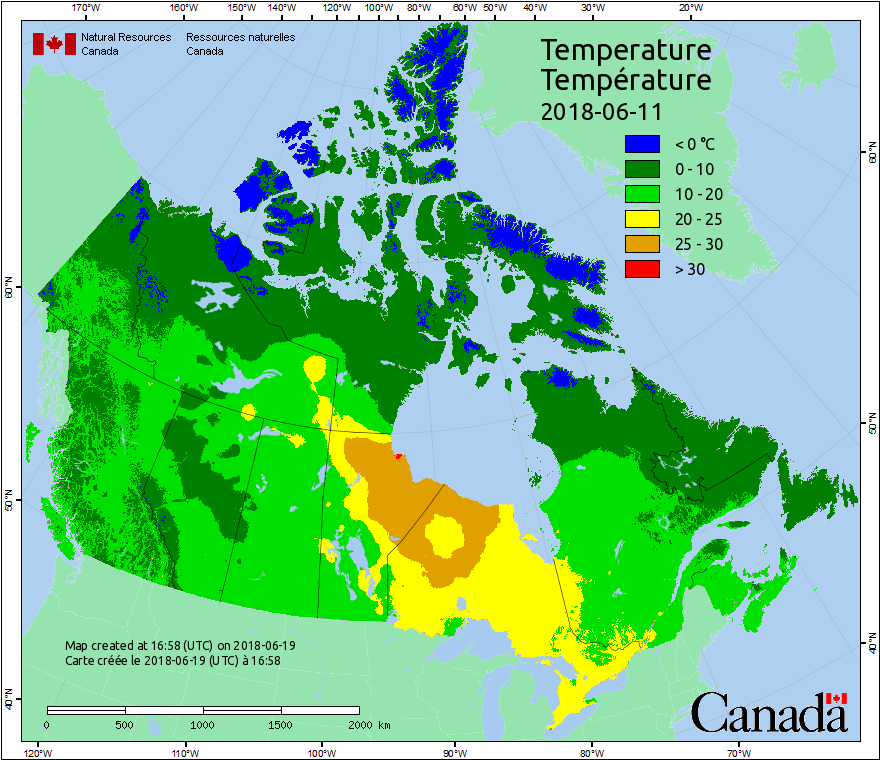 170°W 160°W 150°W 140°W 130°W 120°W 110°W 100°W 90°W 80°W 70°W 60°W 50°W 40°W 30°W 20°W
Natural Resources Canada
Ressources naturelles Canada
Temperature
Température
2018-06-11
< 0 °C
0 - 10
10 - 20
20 - 25
25 - 30
> 30
60°N
60°N
50°N
50°N
40°N
40°N
Map created at 16:58 (UTC) on 2018-06-19
Carte créée le 2018-06-19 (UTC) à 16:58
0 500 1000 1500 2000 km
Canada
120°W 110°W 100°W 90°W 80°W 70°W